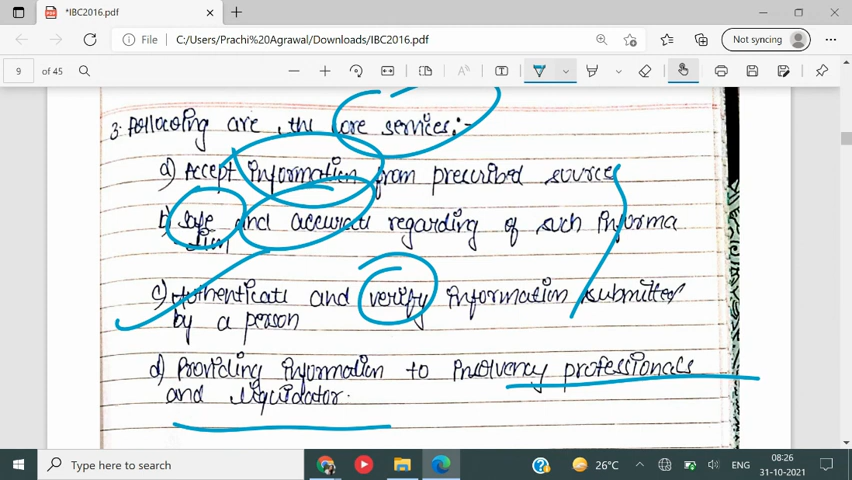 *IBC2016.pdf
File C:/Users/Prachi%20Agrawal/Downloads/IBC2016.pdf Not syncing
9 of 45
3. Following are the core services:-
a) Accept information from prescribed sources
b) Safe and accurate regarding of such informa
-tion
c) Authenticate and verify information submitted
by a person
d) Providing information to insolvency professionals
and liquidator.
Type here to search 26°C ENG 08:26
31-10-2021